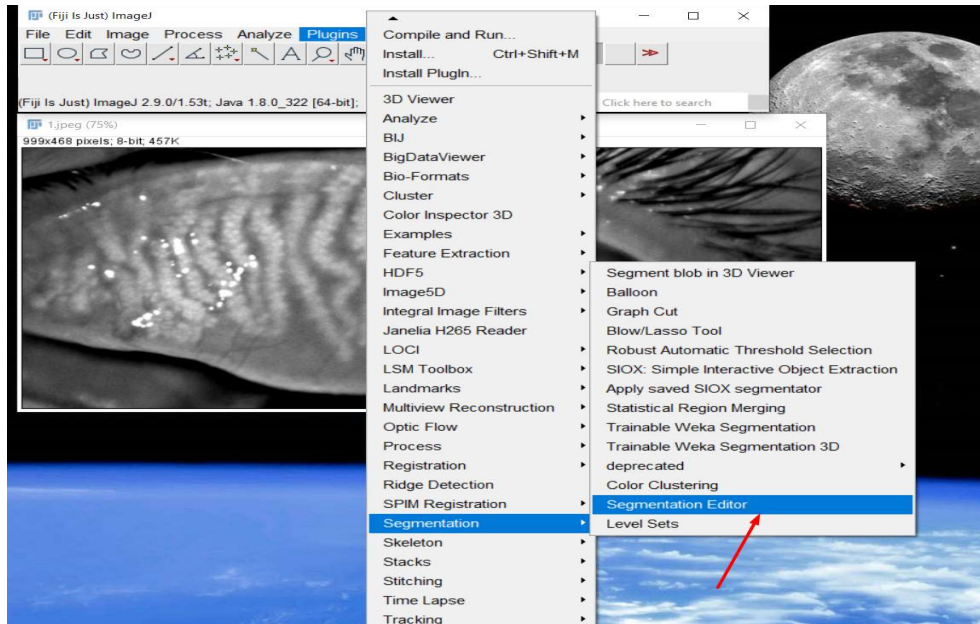 (Fiji Is Just) ImageJ
File Edit Image Process Analyze Plugins
A
(Fiji Is Just) ImageJ 2.9.0/1.53t; Java 1.8.0_322 [64-bit];
Click here to search
1.jpeg (75%)
999x468 pixels; 8-bit; 457K
Compile and Run...
Install... Ctrl+Shift+M
Install PlugIn...
3D Viewer
Analyze
BIJ
BigDataViewer
Bio-Formats
Cluster
Color Inspector 3D
Examples
Feature Extraction
HDF5
Image5D
Integral Image Filters
Janelia H265 Reader
LOCI
LSM Toolbox
Landmarks
Multiview Reconstruction
Optic Flow
Process
Registration
Ridge Detection
SPIM Registration
Segmentation
Skeleton
Stacks
Stitching
Time Lapse
Tracking
Segment blob in 3D Viewer
Balloon
Graph Cut
Blow/Lasso Tool
Robust Automatic Threshold Selection
SIOX: Simple Interactive Object Extraction
Apply saved SIOX segmentator
Statistical Region Merging
Trainable Weka Segmentation
Trainable Weka Segmentation 3D
deprecated
Color Clustering
Segmentation Editor
Level Sets